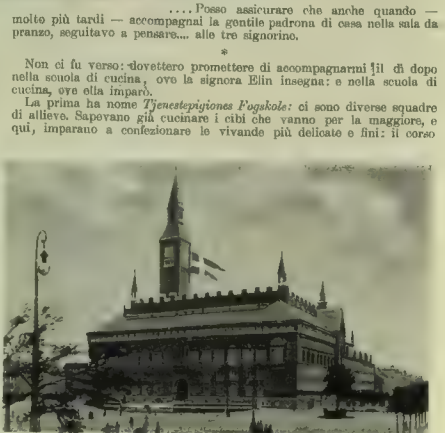 ....Posso assicurare che anche quando —
molto più tardi — accompagnai la gentile padrona di casa nella sala da
pranzo, seguitavo a pensare.... alle tre signorine.
*
Non ci fu verso: dovettero promettere di accompagnarmi il dì dopo
nella scuola di cucina, ove la signora Elin insegna: e nella scuola di
cucina, ove ella imparò.
La prima ha nome Tjenestepigiones Fogskole: ci sono diverse squadre
di allieve. Sapevano già cucinare i cibi che vanno per la maggiore, e
qui, imparano a confezionare le vivande più delicate e fini: il corso